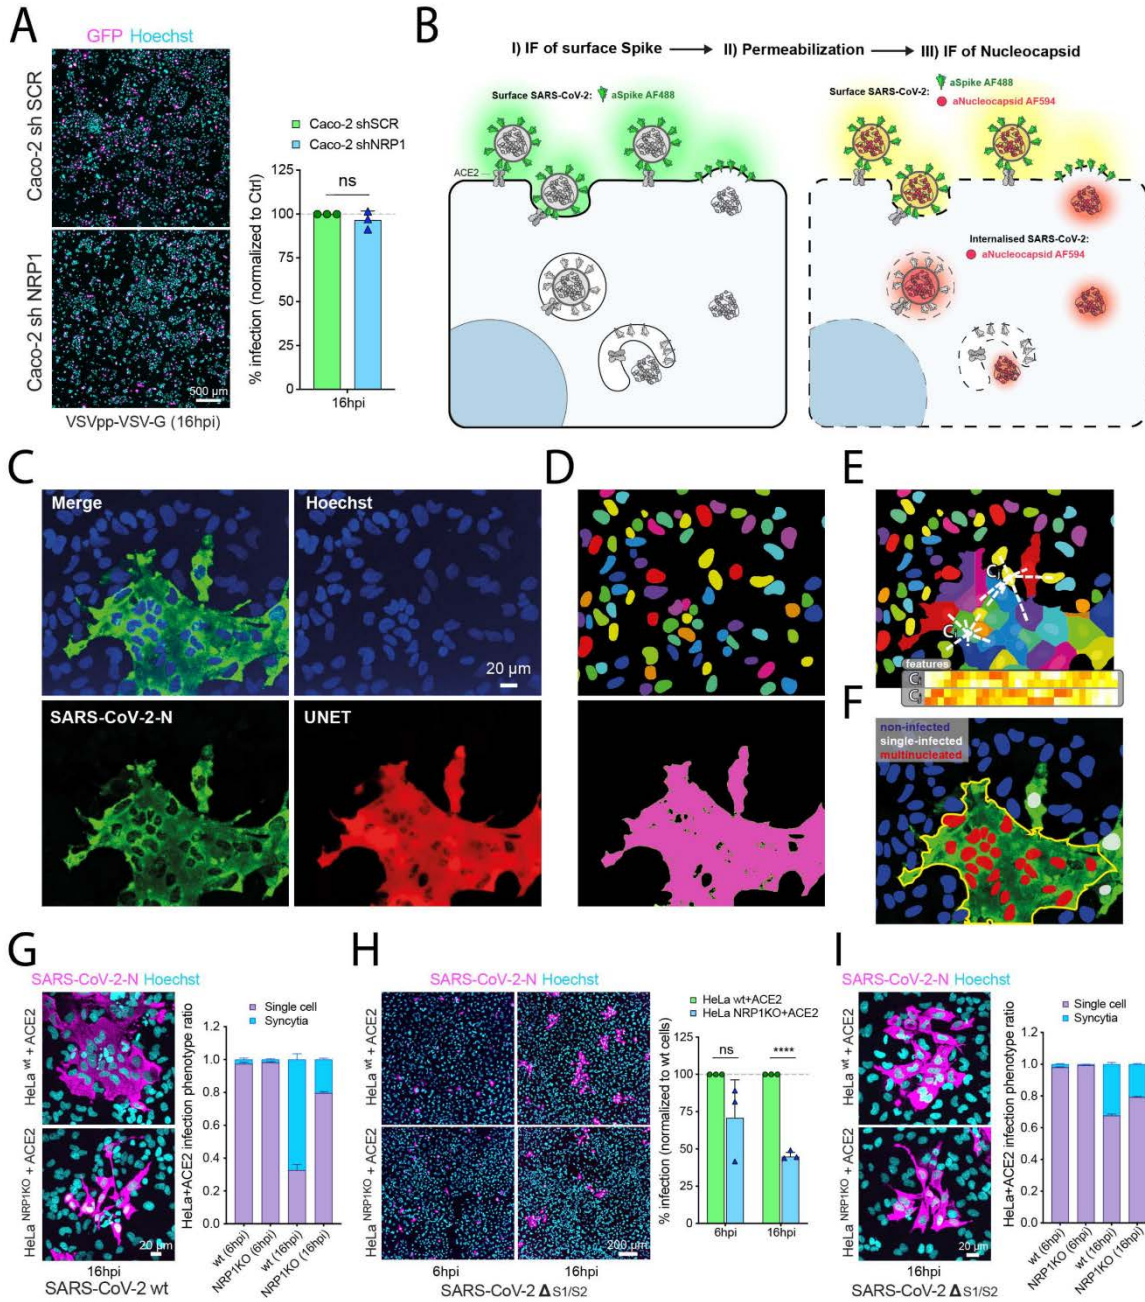 A
GFP Hoechst
Caco-2 sh SCR
Caco-2 sh NRP1
500 µm
VSVpp-VSV-G (16hpi)
Caco-2 shSCR
Caco-2 shNRP1
% infection (normalized to Ctrl)
125
100
75
50
25
0
ns
16hpi
B
I) IF of surface Spike
II) Permeabilization
III) IF of Nucleocapsid
Surface SARS-CoV-2:
aSpike AF488
ACE2
Surface SARS-CoV-2:
aSpike AF488
aNucleocapsid AF594
Internalised SARS-CoV-2:
aNucleocapsid AF594
C
Merge
Hoechst
20 µm
SARS-CoV-2-N
UNET
D
E
Ci
Cj
features
Ci
Cj
F
non-infected
single-infected
multinucleated
G
SARS-CoV-2-N Hoechst
HeLa wt + ACE2
HeLa NRP1KO + ACE2
20 µm
16hpi
SARS-CoV-2 wt
Single cell
Syncytia
HeLa+ACE2 infection phenotype ratio
1.2
1.0
0.8
0.6
0.4
0.2
0.0
wt (6hpi)
NRP1KO (6hpi)
wt (16hpi)
NRP1KO (16hpi)
H
SARS-CoV-2-N Hoechst
HeLa wt + ACE2
HeLa NRP1KO + ACE2
200 µm
6hpi
16hpi
SARS-CoV-2 Δ S1/S2
HeLa wt+ACE2
HeLa NRP1KO+ACE2
% infection (normalized to wt cells)
125
100
75
50
25
0
ns
****
6hpi
16hpi
I
SARS-CoV-2-N Hoechst
HeLa wt + ACE2
HeLa NRP1KO + ACE2
20 µm
16hpi
SARS-CoV-2 Δ S1/S2
Single cell
Syncytia
HeLa+ACE2 infection phenotype ratio
1.2
1.0
0.8
0.6
0.4
0.2
0.0
wt (6hpi)
NRP1KO (6hpi)
wt (16hpi)
NRP1KO (16hpi)